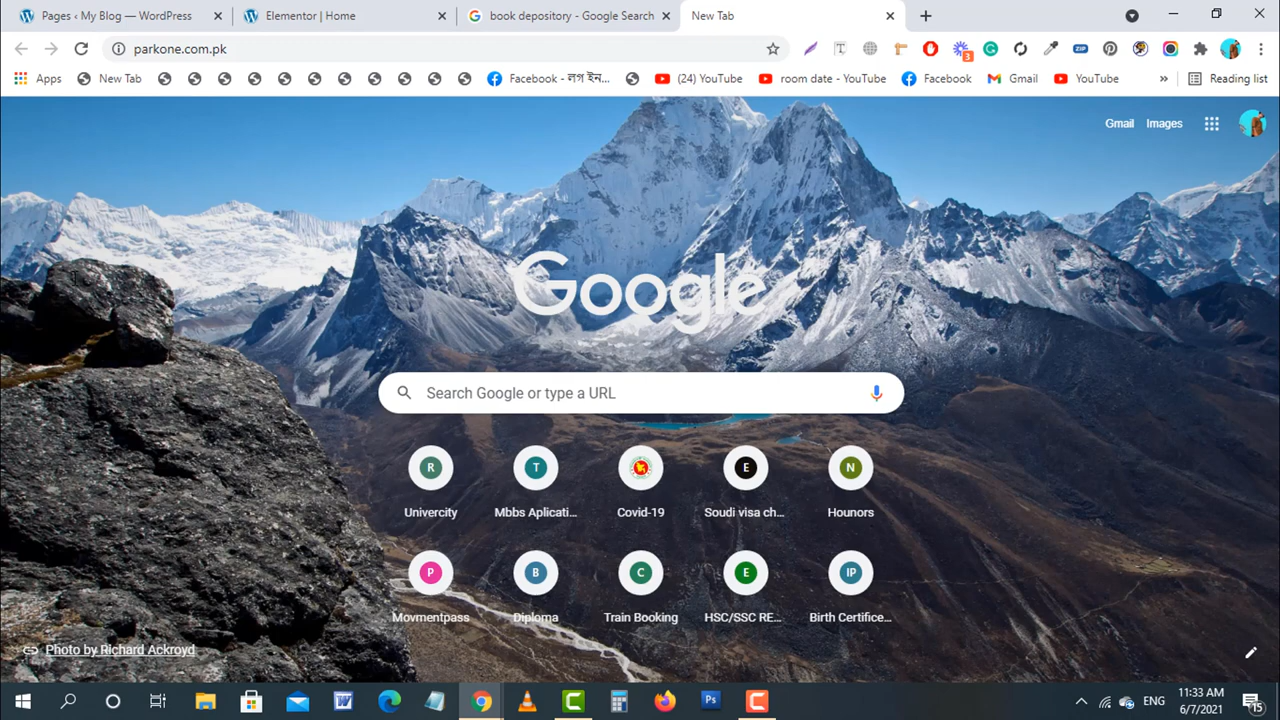 Pages ‹ My Blog — WordPress
Elementor | Home
book depository - Google Search
New Tab
parkone.com.pk
Apps
New Tab
Facebook - লগ ইন...
(24) YouTube
room date - YouTube
Facebook
Gmail
YouTube
Reading list
Gmail
Images
Google
Search Google or type a URL
R
T
E
N
Univercity
Mbbs Aplicati...
Covid-19
Soudi visa ch...
Hounors
P
B
C
E
IP
Movmentpass
Diploma
Train Booking
HSC/SSC RE...
Birth Certifice...
Photo by Richard Ackroyd
ENG
11:33 AM
6/7/2021
15